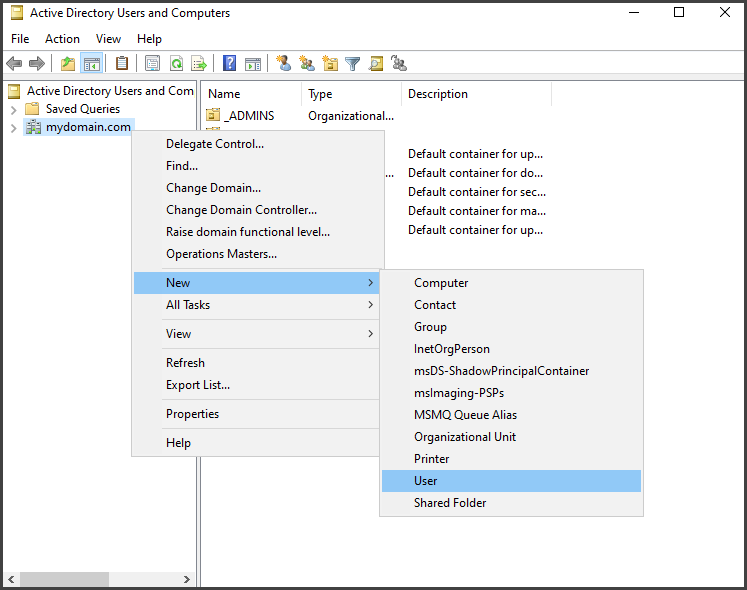 Active Directory Users and Computers
File Action View Help
Active Directory Users and Com
Saved Queries
mydomain.com
Name Type Description
_ADMINS Organizational...
Default container for up...
... Default container for do...
Default container for sec...
Default container for ma...
Default container for up...
Delegate Control...
Find...
Change Domain...
Change Domain Controller...
Raise domain functional level...
Operations Masters...
New
All Tasks
View
Refresh
Export List...
Properties
Help
Computer
Contact
Group
InetOrgPerson
msDS-ShadowPrincipalContainer
msImaging-PSPs
MSMQ Queue Alias
Organizational Unit
Printer
User
Shared Folder